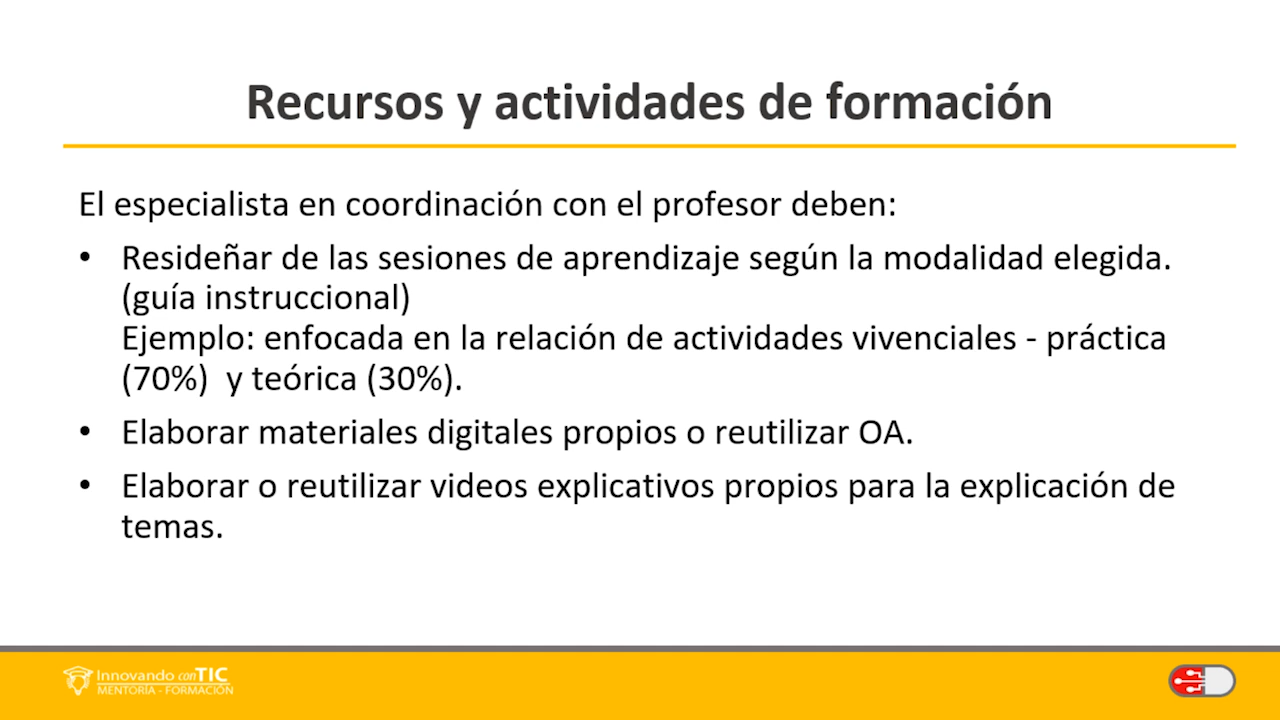 Recursos y actividades de formación
El especialista en coordinación con el profesor deben:
• Resideñar de las sesiones de aprendizaje según la modalidad elegida.
(guía instruccional)
Ejemplo: enfocada en la relación de actividades vivenciales - práctica
(70%)  y teórica (30%).
• Elaborar materiales digitales propios o reutilizar OA.
• Elaborar o reutilizar videos explicativos propios para la explicación de
temas.
Innovando conTIC
MENTORÍA - FORMACIÓN